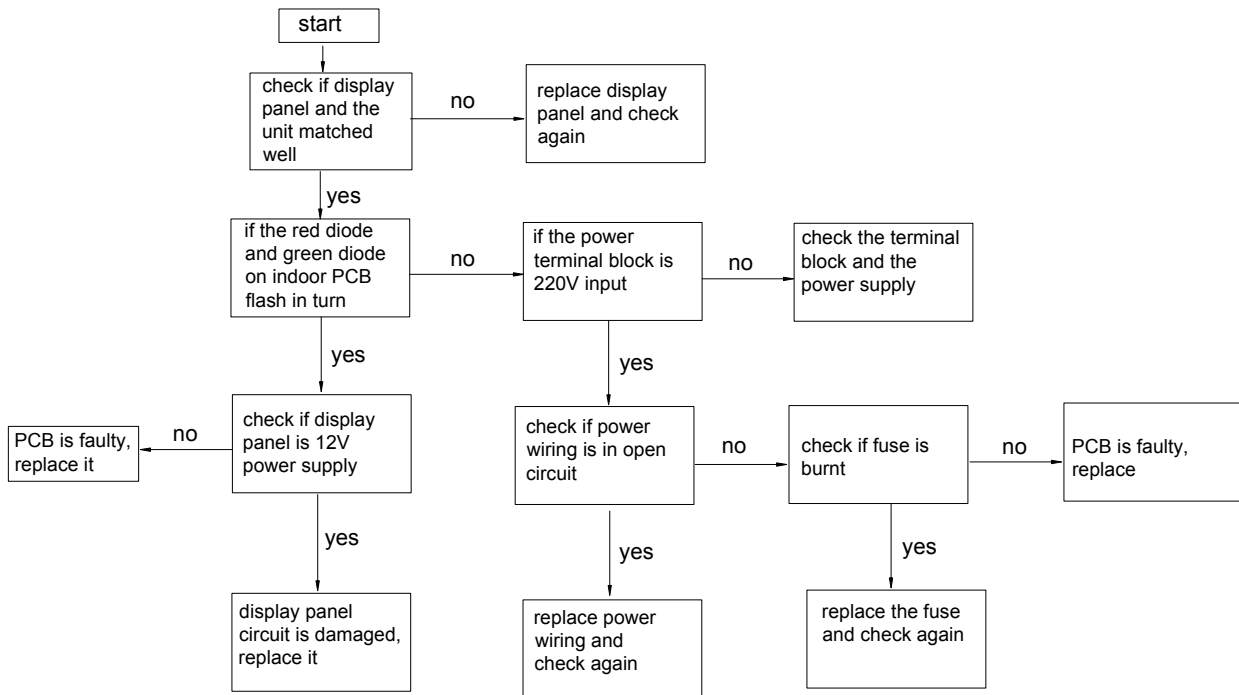 start
check if display
panel and the
unit matched
well
no
replace display
panel and check
again
yes
if the red diode
and green diode
on indoor PCB
flash in turn
no
if the power
terminal block is
220V input
no
check the terminal
block and the
power supply
yes
yes
PCB is faulty,
replace it
no
check if display
panel is 12V
power supply
check if power
wiring is in open
circuit
no
check if fuse is
burnt
no
PCB is faulty,
replace
yes
yes
yes
display panel
circuit is damaged,
replace it
replace power
wiring and
check again
replace the fuse
and check again